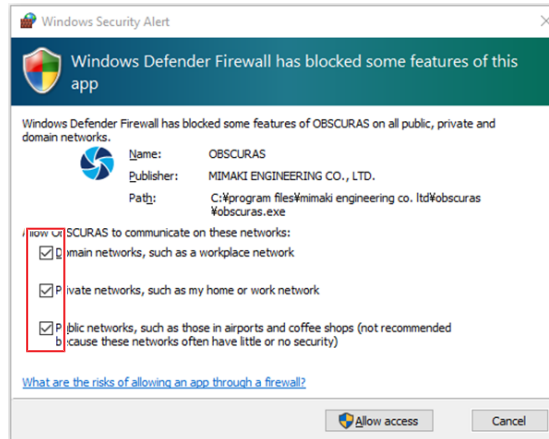 Windows Security Alert
Windows Defender Firewall has blocked some features of this
app
Windows Defender Firewall has blocked some features of OBSCURAS on all public, private and
domain networks.
Name: OBSCURAS
Publisher: MIMAKI ENGINEERING CO., LTD.
Path: C:¥program files¥mimaki engineering co. ltd¥obscuras
¥obscuras.exe
Allow OBSCURAS to communicate on these networks:
Domain networks, such as a workplace network
Private networks, such as my home or work network
Public networks, such as those in airports and coffee shops (not recommended
because these networks often have little or no security)
What are the risks of allowing an app through a firewall?
Allow access
Cancel